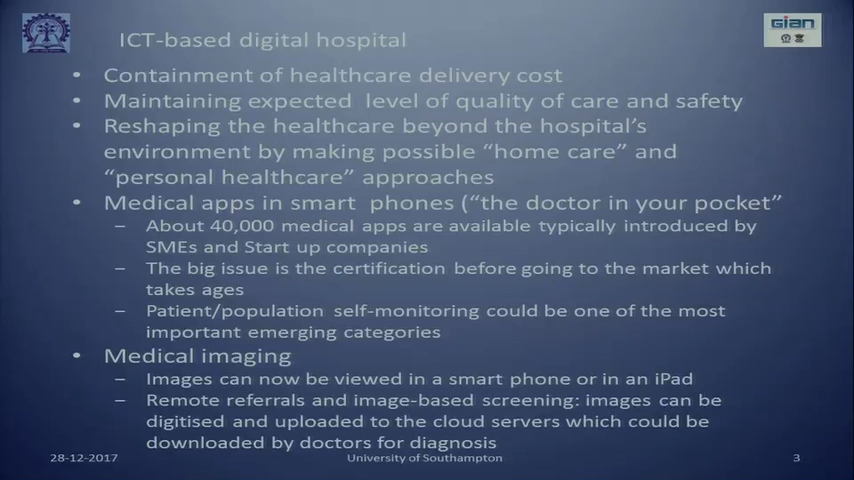 GIAN
ICT-based digital hospital
• Containment of healthcare delivery cost
• Maintaining expected level of quality of care and safety
• Reshaping the healthcare beyond the hospital's
environment by making possible "home care" and
"personal healthcare" approaches
• Medical apps in smart phones ("the doctor in your pocket"
– About 40,000 medical apps are available typically introduced by
SMEs and Start up companies
– The big issue is the certification before going to the market which
takes ages
– Patient/population self-monitoring could be one of the most
important emerging categories
• Medical imaging
– Images can now be viewed in a smart phone or in an iPad
– Remote referrals and image-based screening: images can be
digitised and uploaded to the cloud servers which could be
downloaded by doctors for diagnosis
28-12-2017
University of Southampton
3